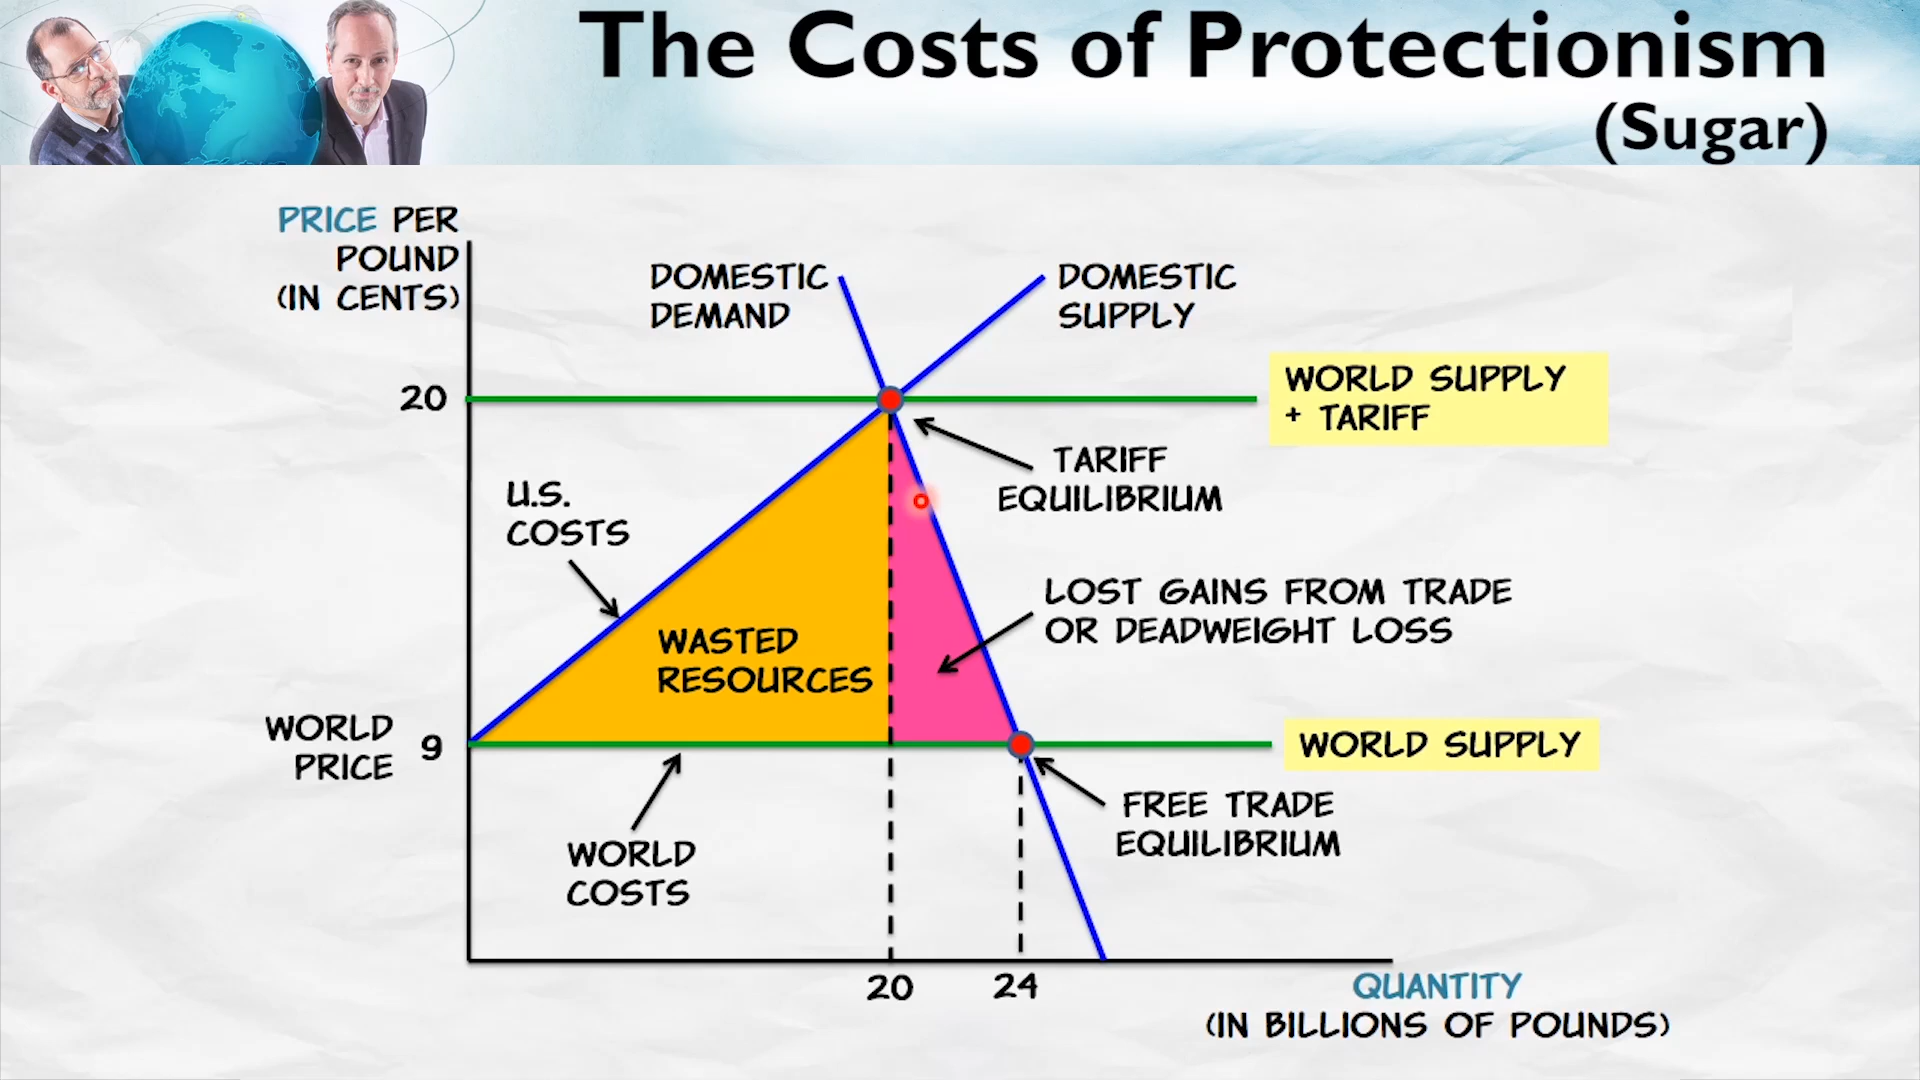 The Costs of Protectionism
(Sugar)
PRICE PER
POUND
(IN CENTS)
DOMESTIC
DEMAND
DOMESTIC
SUPPLY
20
WORLD SUPPLY
+ TARIFF
TARIFF
EQUILIBRIUM
U.S.
COSTS
LOST GAINS FROM TRADE
OR DEADWEIGHT LOSS
WASTED
RESOURCES
WORLD
PRICE
9
WORLD SUPPLY
FREE TRADE
EQUILIBRIUM
WORLD
COSTS
20
24
QUANTITY
(IN BILLIONS OF POUNDS)